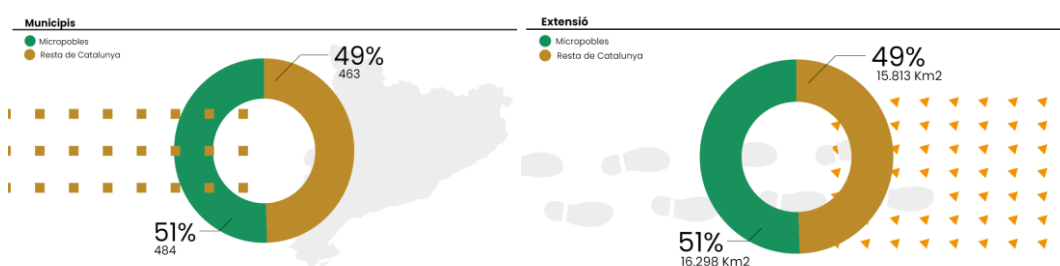 Municipis
Micropobles
Resta de Catalunya
49%
463
51%
484
Extensió
Micropobles
Resta de Catalunya
49%
15.813 Km2
51%
16.298 Km2